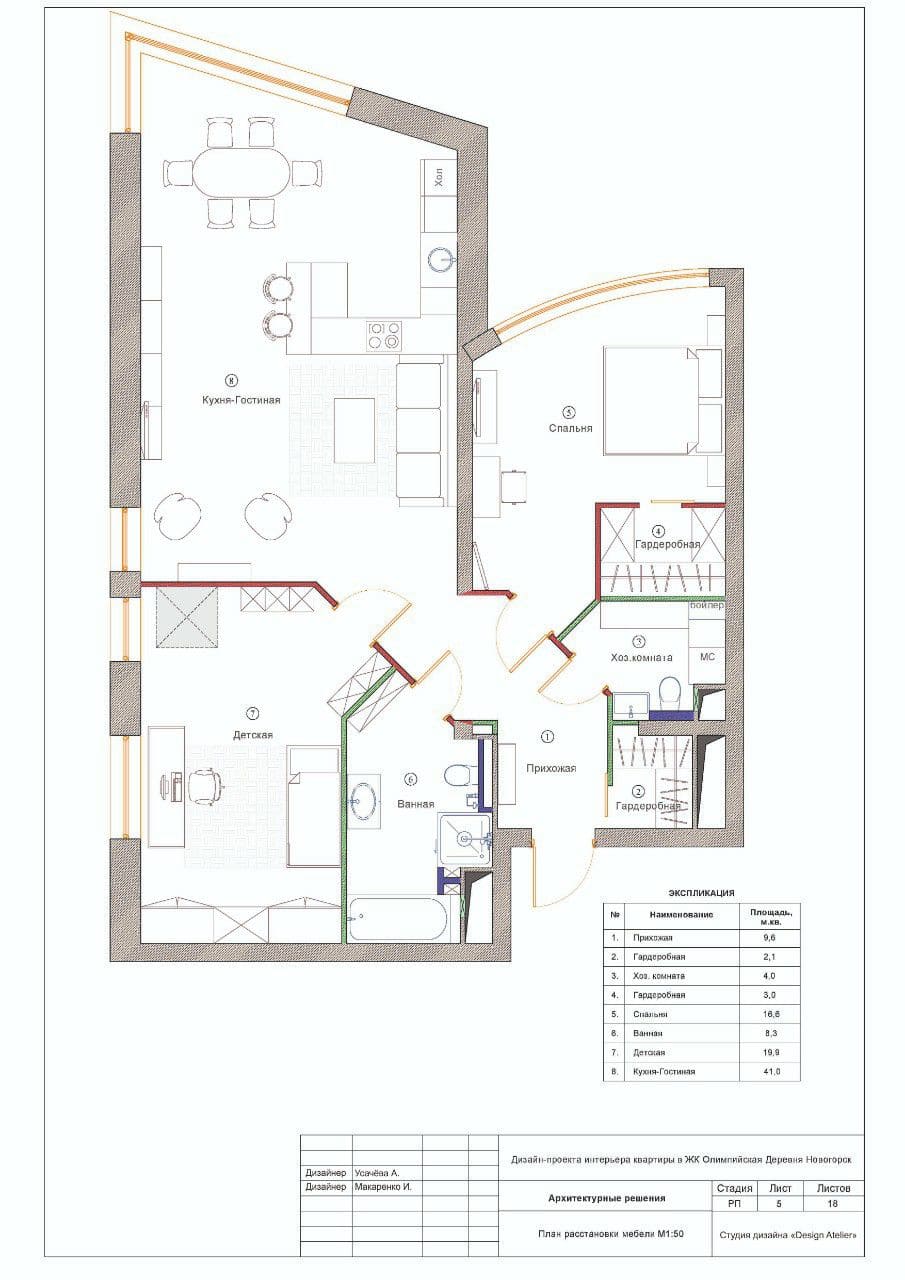 Хол
8
Кухня-Гостиная
5
Спальня
4
Гардеробная
бойлер
3
Хоз.комната
МС
7
Детская
1
Прихожая
6
Ванная
2
Гардеробная
ЭКСПЛИКАЦИЯ
№ Наименование Площадь, м.кв.
1. Прихожая 9,6
2. Гардеробная 2,1
3. Хоз. комната 4,0
4. Гардеробная 3,0
5. Спальня 16,6
6. Ванная 8,3
7. Детская 19,9
8. Кухня-Гостиная 41,0
Дизайн-проекта интерьера квартиры в ЖК Олимпийская Деревня Новогорск
Дизайнер Усачёва А.
Дизайнер Макаренко И.
Архитектурные решения
Стадия Лист Листов
РП 5 18
План расстановки мебели М1:50
Студия дизайна «Design Atelier»